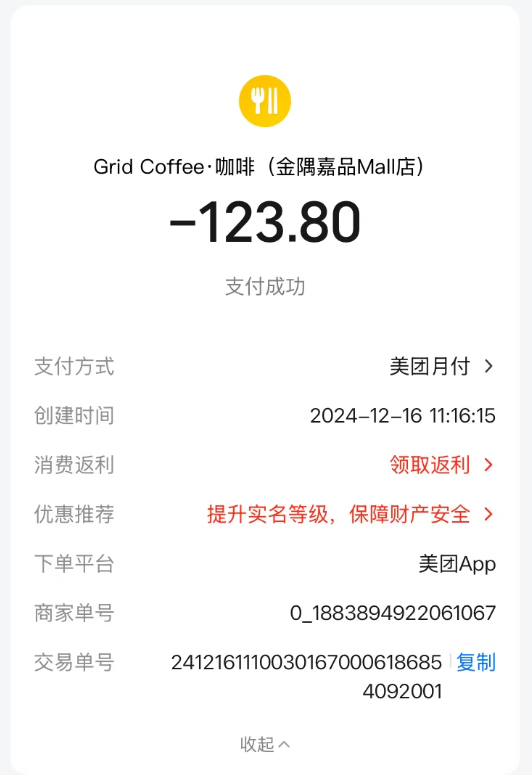 Grid Coffee·咖啡（金隅嘉品Mall店）
-123.80
支付成功
支付方式 美团月付 >
创建时间 2024-12-16 11:16:15
消费返利 领取返利 >
优惠推荐 提升实名等级，保障财产安全 >
下单平台 美团App
商家单号 0_1883894922061067
交易单号 2412161110030167000618685 复制
4092001
收起